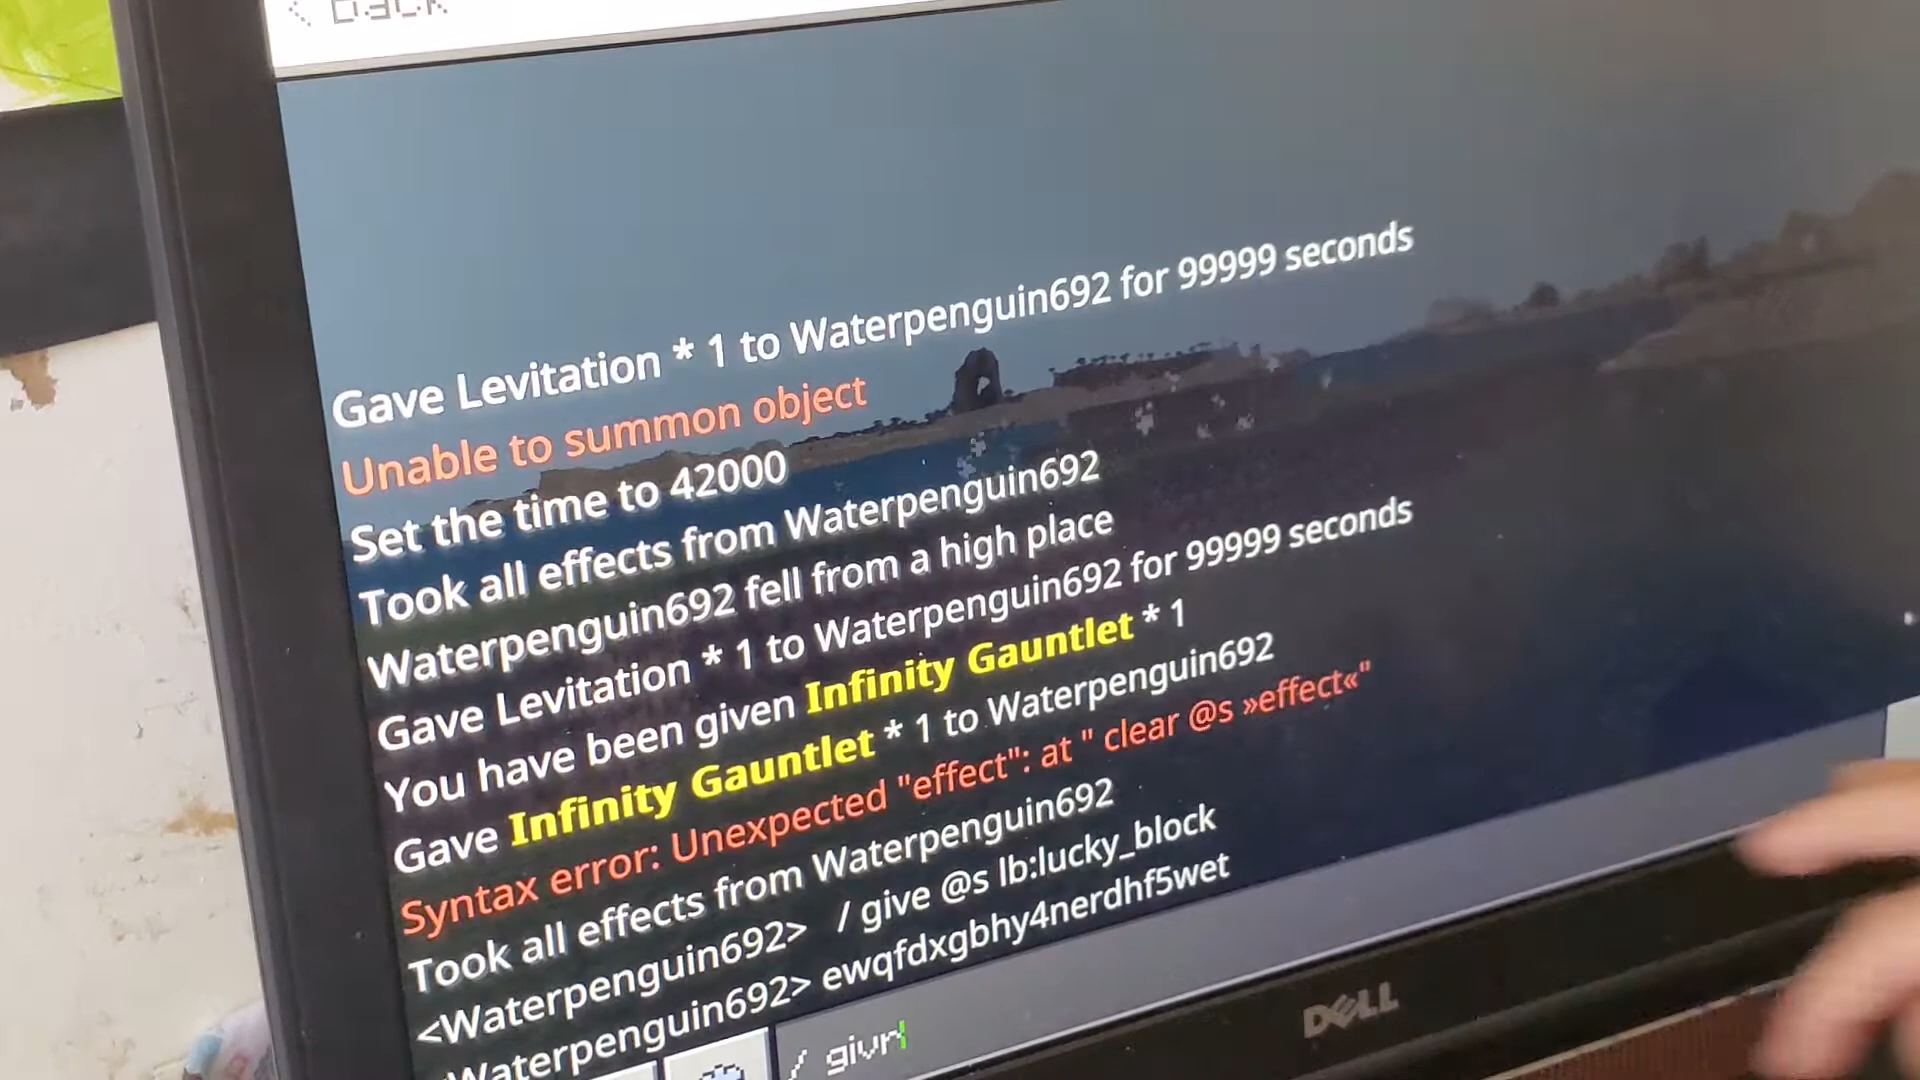 < Back
Gave Levitation * 1 to Waterpenguin692 for 99999 seconds
Unable to summon object
Set the time to 42000
Took all effects from Waterpenguin692
Waterpenguin692 fell from a high place
Gave Levitation * 1 to Waterpenguin692 for 99999 seconds
You have been given Infinity Gauntlet * 1
Gave Infinity Gauntlet * 1 to Waterpenguin692
Syntax error: Unexpected "effect": at " clear @s »effect«"
Took all effects from Waterpenguin692
<Waterpenguin692>  / give @s lb:lucky_block
<Waterpenguin692> ewqfdxgbhy4nerdhf5wet
/ givr
DELL